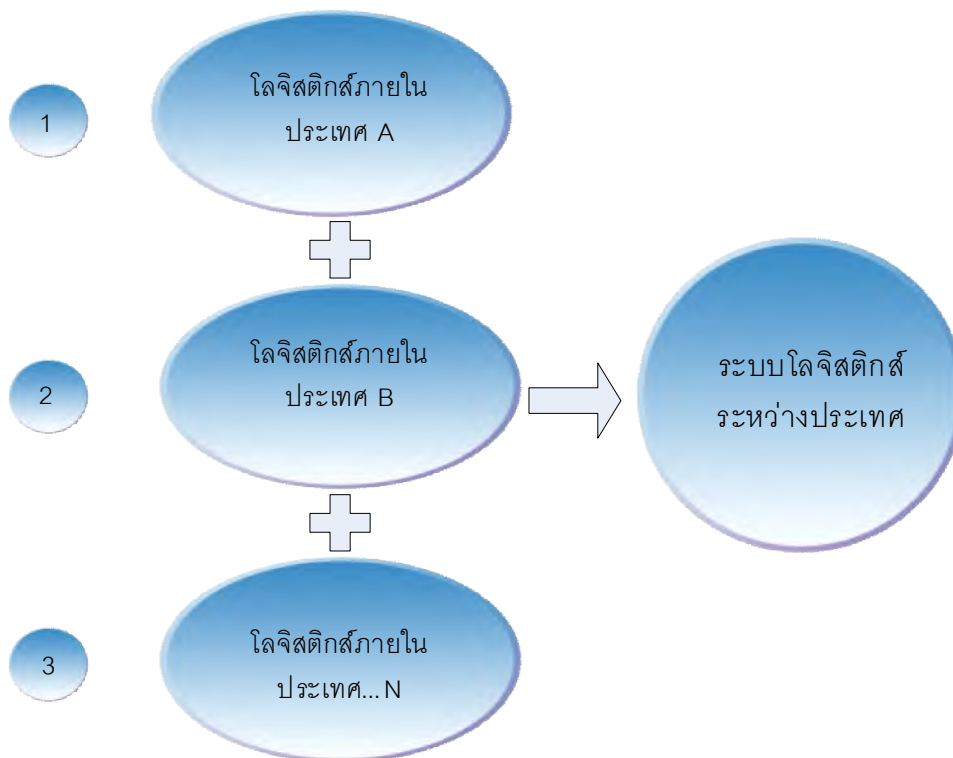 1
โลจิสติกส์ภายใน
ประเทศ A
2
โลจิสติกส์ภายใน
ประเทศ B
ระบบโลจิสติกส์
ระหว่างประเทศ
3
โลจิสติกส์ภายใน
ประเทศ...N